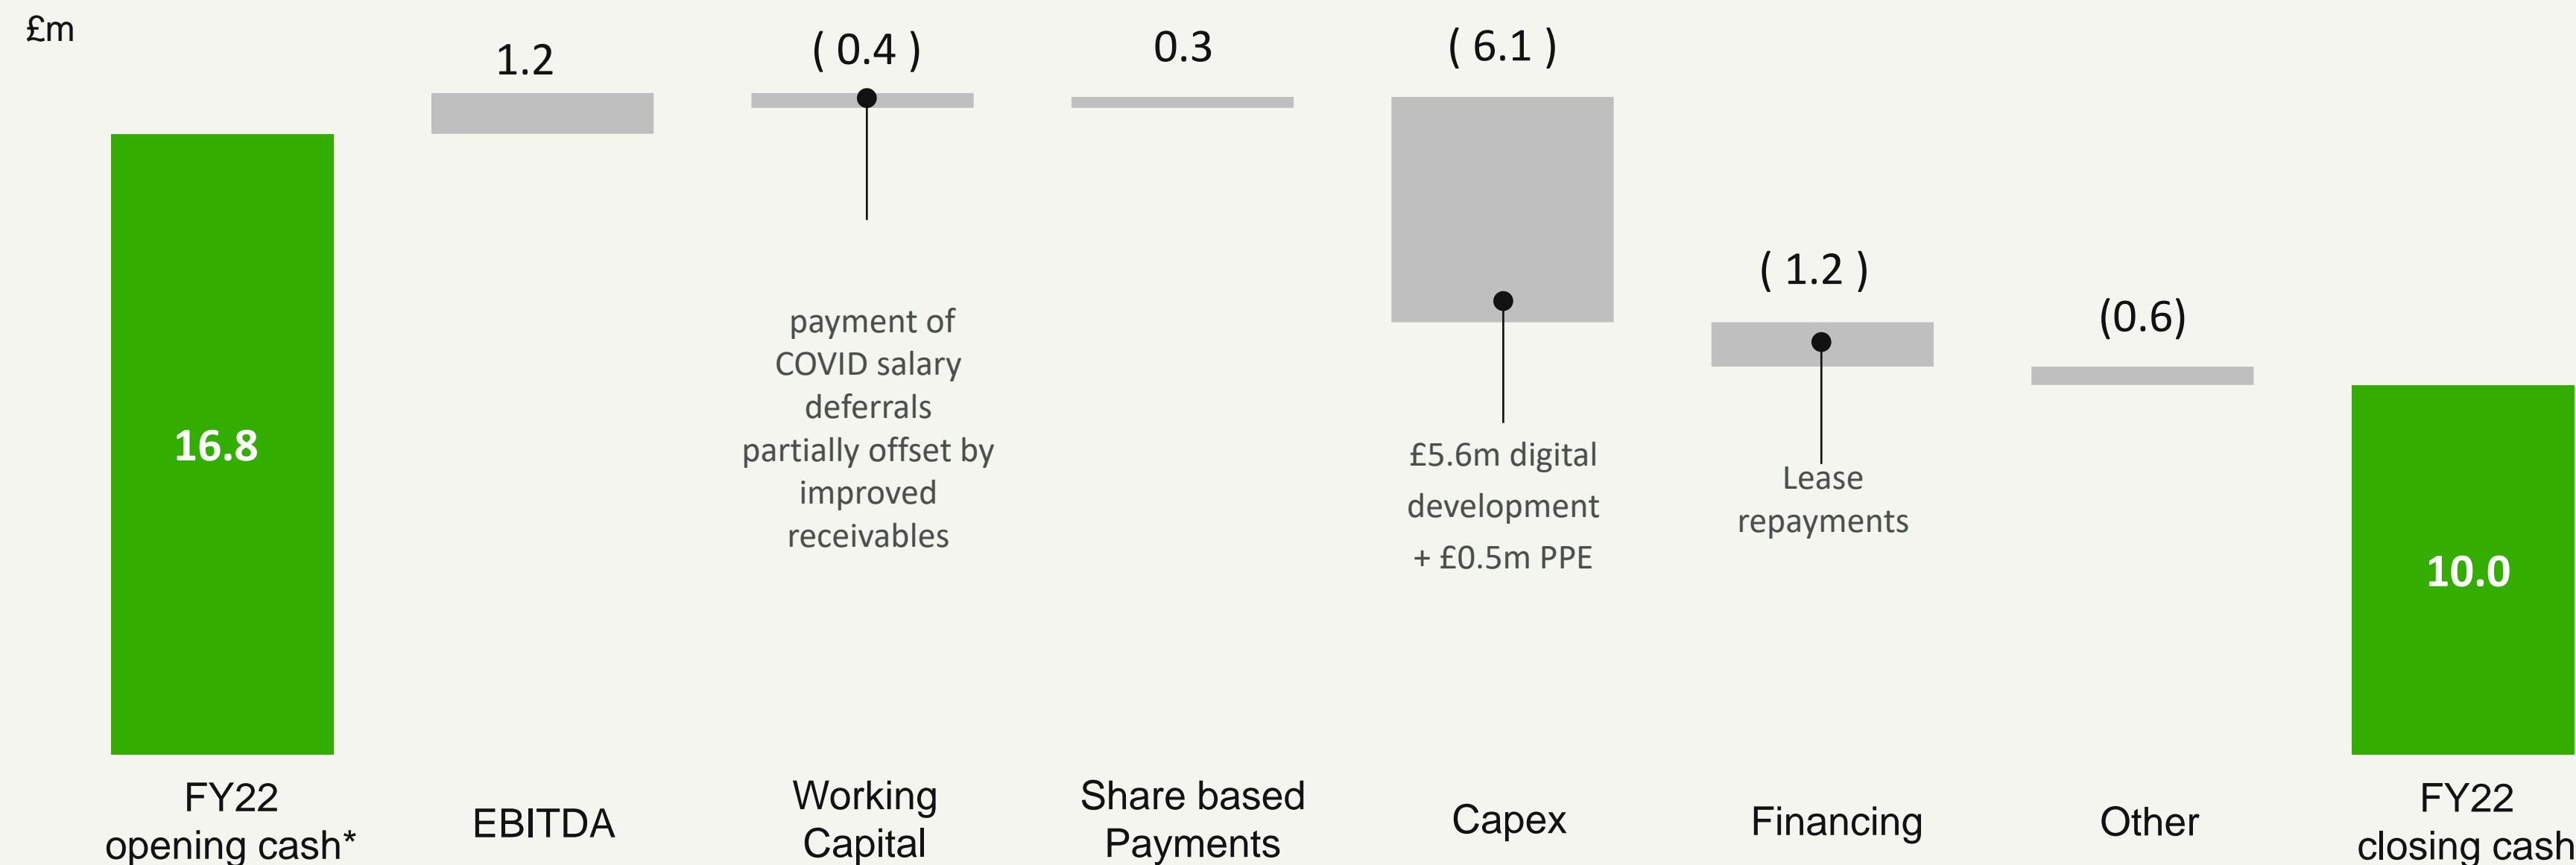 £m
1.2
( 0.4 )
0.3
( 6.1 )
( 1.2 )
(0.6)
16.8
10.0
payment of
COVID salary
deferrals
partially offset by
improved
receivables
£5.6m digital
development
+ £0.5m PPE
Lease
repayments
FY22
opening cash*
EBITDA
Working
Capital
Share based
Payments
Capex
Financing
Other
FY22
closing cash